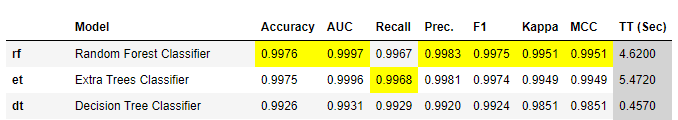 Model Accuracy AUC Recall Prec. F1 Kappa MCC TT (Sec)
rf Random Forest Classifier 0.9976 0.9997 0.9967 0.9983 0.9975 0.9951 0.9951 4.6200
et Extra Trees Classifier 0.9975 0.9996 0.9968 0.9981 0.9974 0.9949 0.9949 5.4720
dt Decision Tree Classifier 0.9926 0.9931 0.9929 0.9920 0.9924 0.9851 0.9851 0.4570